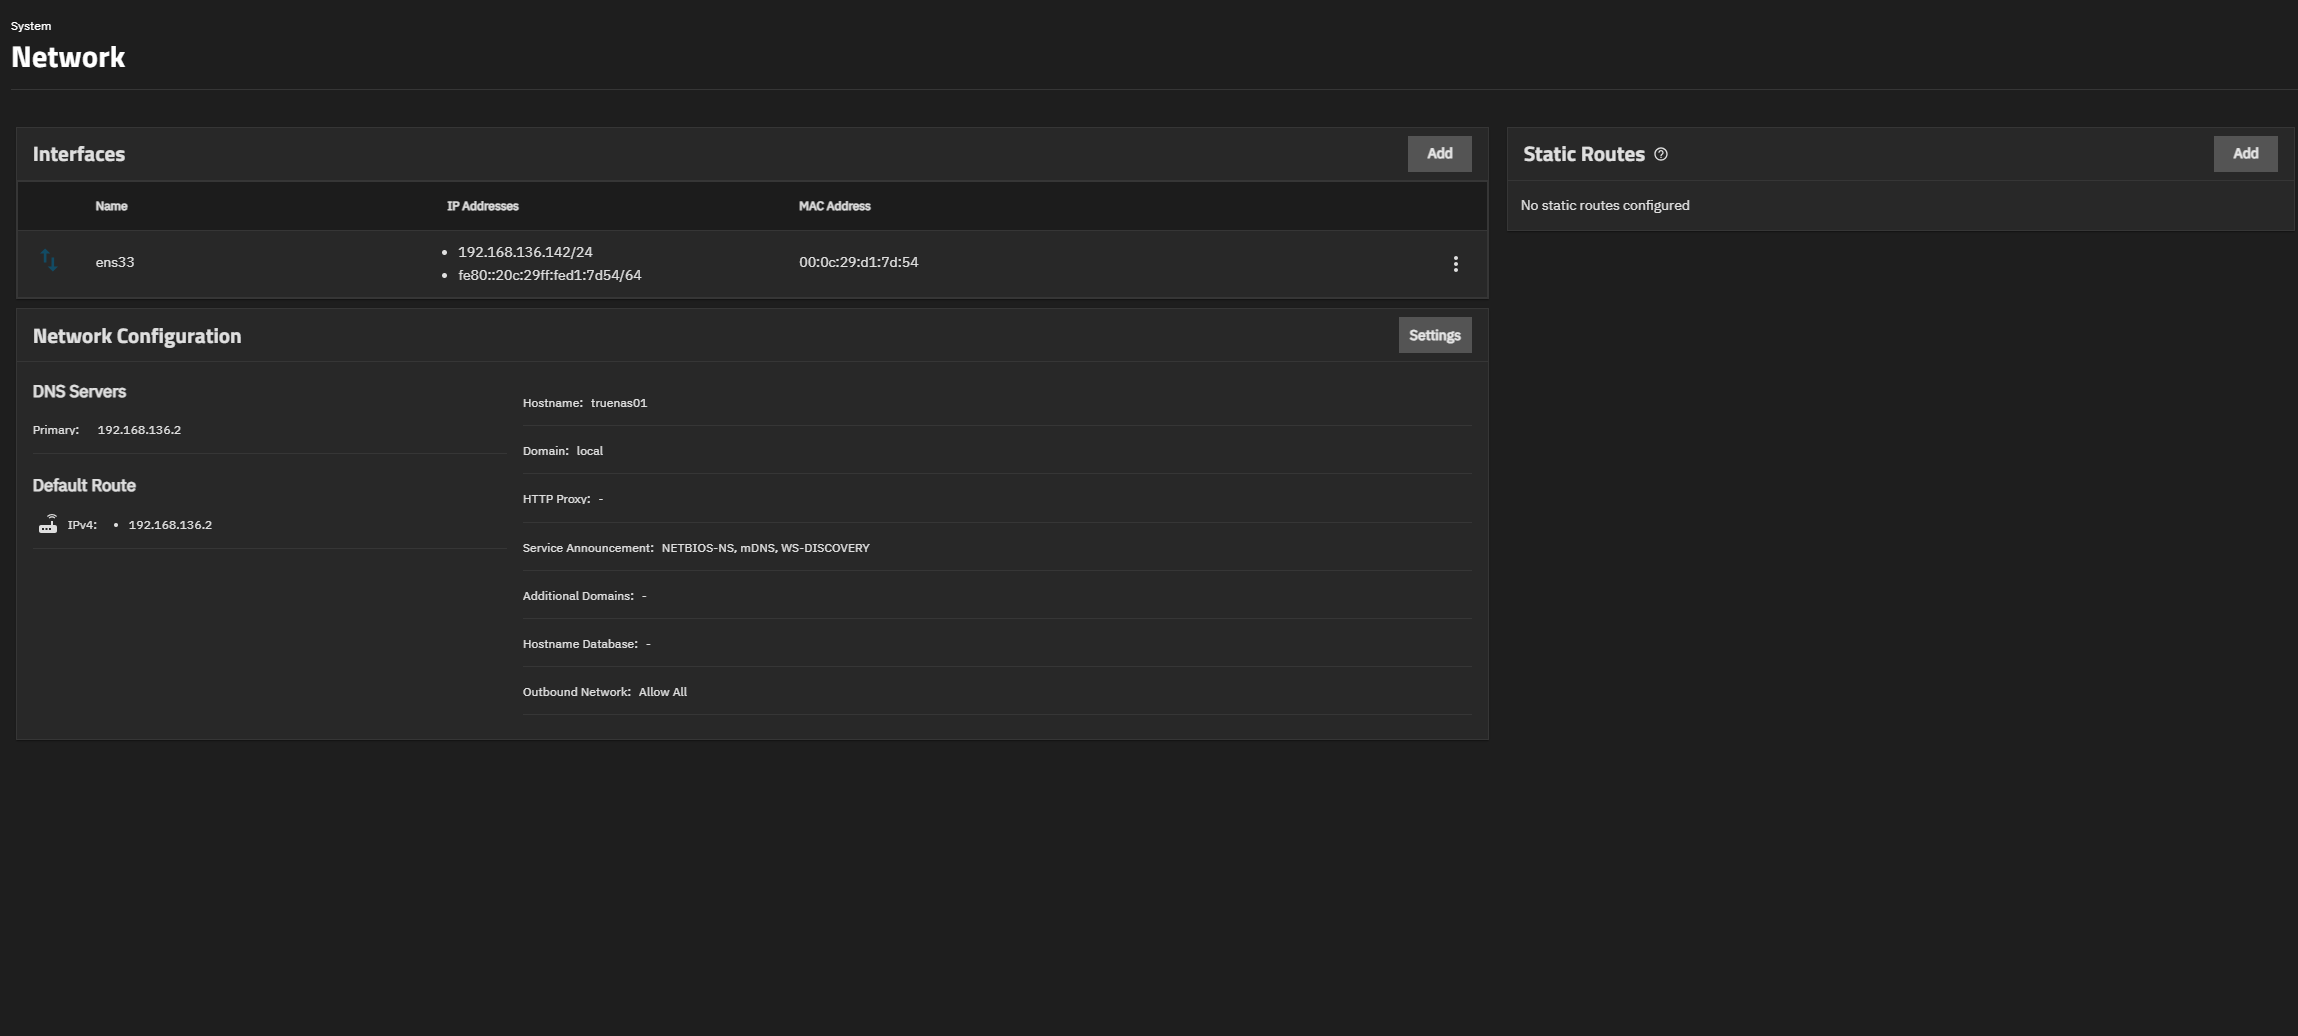 System
Network
Interfaces
Add
Name IP Addresses MAC Address
ens33
• 192.168.136.142/24
• fe80::20c:29ff:fed1:7d54/64
00:0c:29:d1:7d:54
Network Configuration
Settings
DNS Servers
Primary: 192.168.136.2
Default Route
IPv4: • 192.168.136.2
Hostname: truenas01
Domain: local
HTTP Proxy: -
Service Announcement: NETBIOS-NS, mDNS, WS-DISCOVERY
Additional Domains: -
Hostname Database: -
Outbound Network: Allow All
Static Routes
Add
No static routes configured